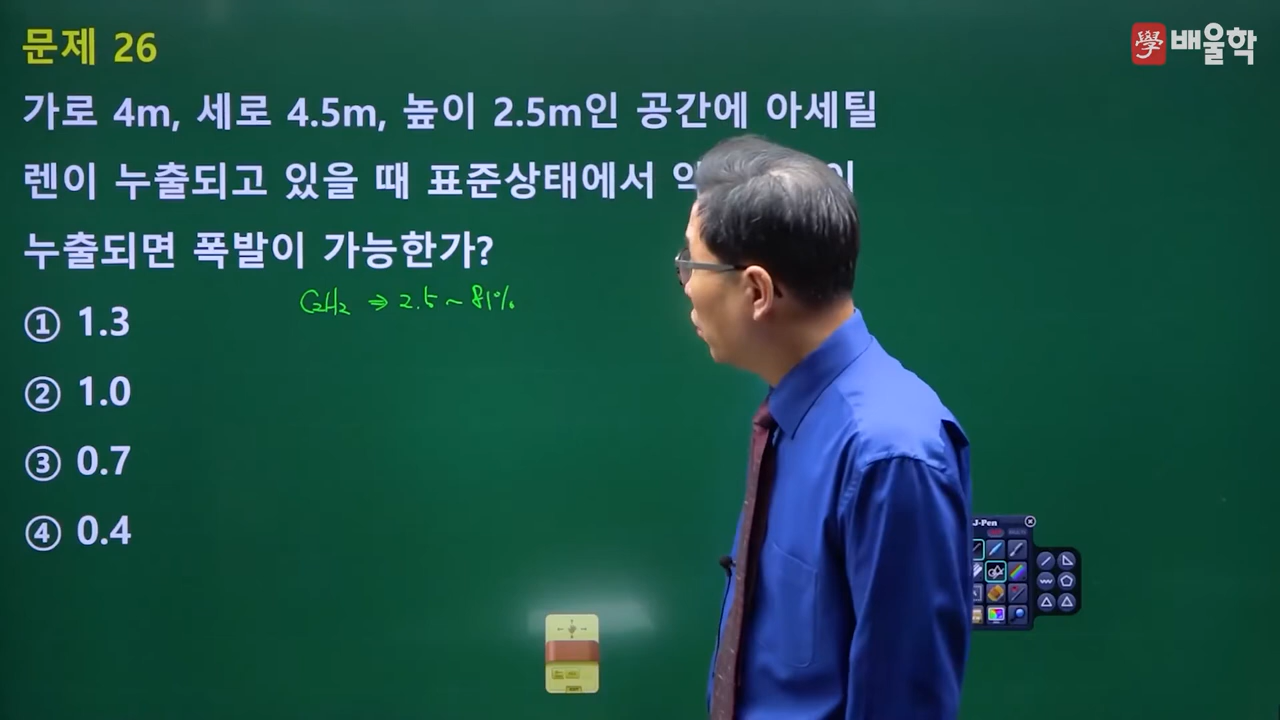 문제 26
學 배울학
가로 4m, 세로 4.5m, 높이 2.5m인 공간에 아세틸
렌이 누출되고 있을 때 표준상태에서
누출되면 폭발이 가능한가?
C2H2 ⇒ 2.5 ~ 81%
① 1.3
② 1.0
③ 0.7
④ 0.4
J-Pen